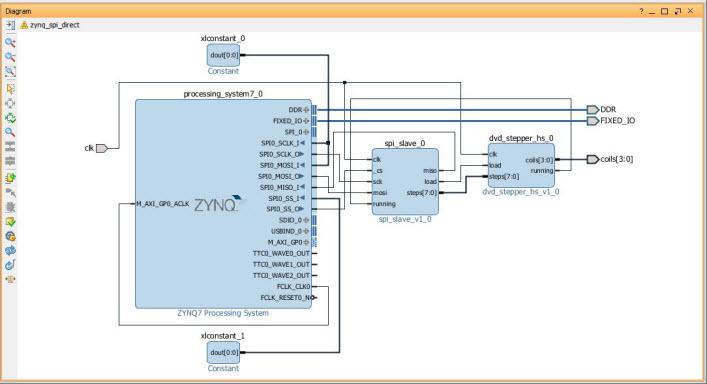 Diagram
zynq_spi_direct
xlconstant_0
dout[0:0]
Constant
processing_system7_0
DDR
FIXED_IO
SPI_0
SPI0_SCLK_I
SPI0_SCLK_O
SPI0_MOSI_I
SPI0_MOSI_O
SPI0_MISO_I
SPI0_SS_I
SPI0_SS_O
SDIO_0
USBIND_0
M_AXI_GP0
TTC0_WAVE0_OUT
TTC0_WAVE1_OUT
TTC0_WAVE2_OUT
FCLK_CLK0
FCLK_RESET0_N
M_AXI_GP0_ACLK
ZYNQ
ZYNQ7 Processing System
clk
spi_slave_0
clk
_cs
sck
mosi
running
miso
load
steps[7:0]
spi_slave_v1_0
dvd_stepper_hs_0
clk
load
steps[7:0]
coils[3:0]
running
dvd_stepper_hs_v1_0
DDR
FIXED_IO
coils[3:0]
xlconstant_1
dout[0:0]
Constant